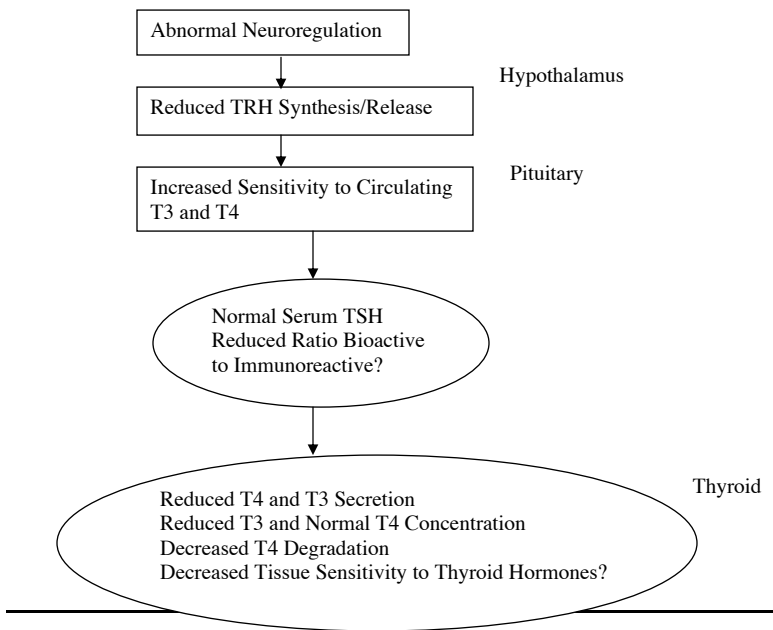 Abnormal Neuroregulation
Hypothalamus
Reduced TRH Synthesis/Release
Pituitary
Increased Sensitivity to Circulating
T3 and T4
Normal Serum TSH
Reduced Ratio Bioactive
to Immunoreactive?
Thyroid
Reduced T4 and T3 Secretion
Reduced T3 and Normal T4 Concentration
Decreased T4 Degradation
Decreased Tissue Sensitivity to Thyroid Hormones?